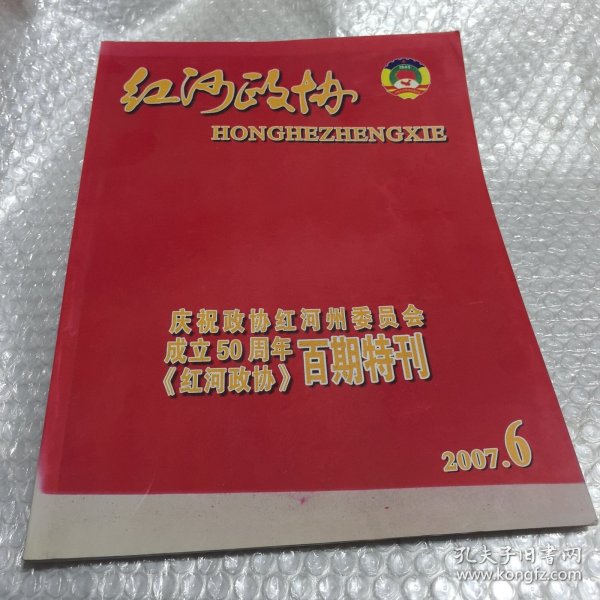 红河政协
HONGHEZHENGXIE
庆祝政协红河州委员会
成立50周年
《红河政协》
百期特刊
2007.6
孔夫子旧书网
www.kongfz.com